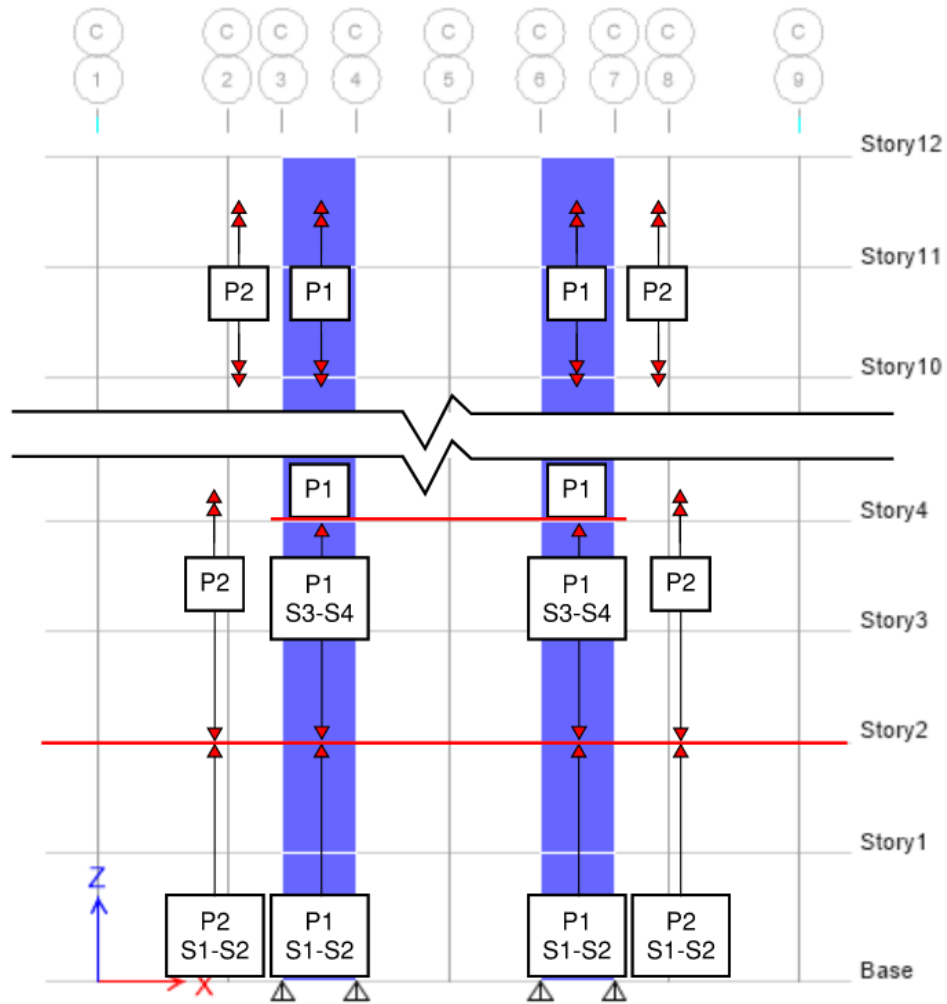 C C C C C C C C C
1 2 3 4 5 6 7 8 9
Story12
Story11
P2 P1 P1 P2
Story10
P1 P1
Story4
P2 P1 P1 P2
S3-S4 S3-S4
Story3
Story2
Story1
Z
P2 P1 P1 P2
S1-S2 S1-S2 S1-S2 S1-S2
Base
X